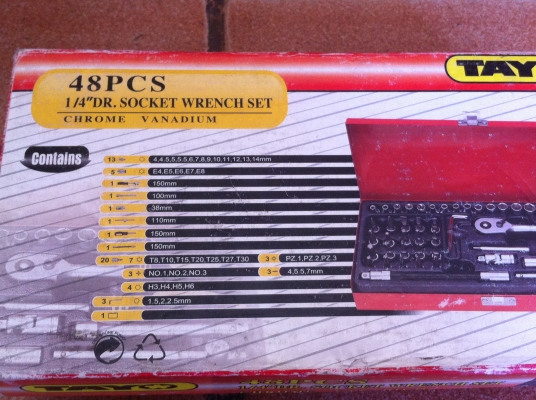 48PCS
1/4"DR. SOCKET WRENCH SET
CHROME VANADIUM
TAYO
Contains
13 4,4.5,5,5.5,6,7,8,9,10,11,12,13,14mm
5 E4,E5,E6,E7,E8
1 150mm
1 100mm
1 38mm
1 110mm
1 150mm
1 150mm
20 7 T8,T10,T15,T20,T25,T27,T30 3 PZ.1,PZ.2,PZ.3
3 NO.1,NO.2,NO.3 3 4,5.5,7mm
4 H3,H4,H5,H6
3 1.5,2,2.5mm
1
TAYO
48PCS